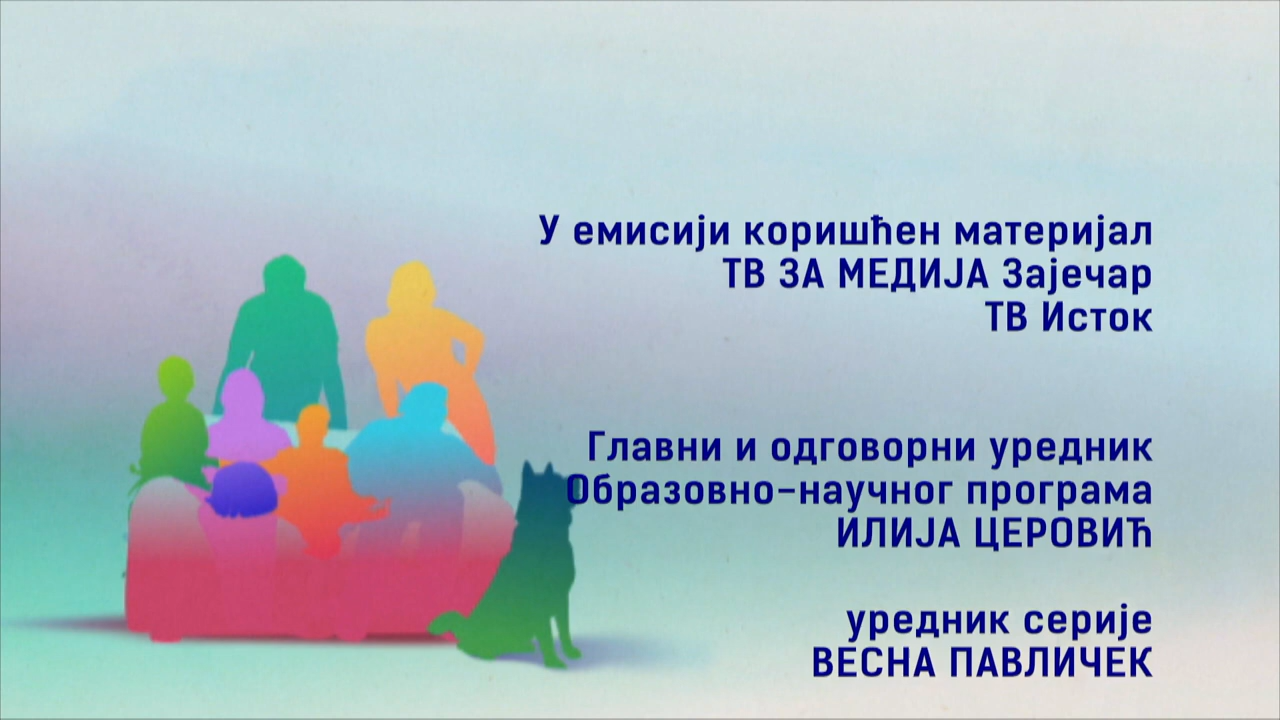 У емисији коришћен материјал
ТВ ЗА МЕДИЈА Зајечар
ТВ Исток
Главни и одговорни уредник
Образовно-научног програма
ИЛИЈА ЦЕРОВИЋ
уредник серије
ВЕСНА ПАВЛИЧЕК